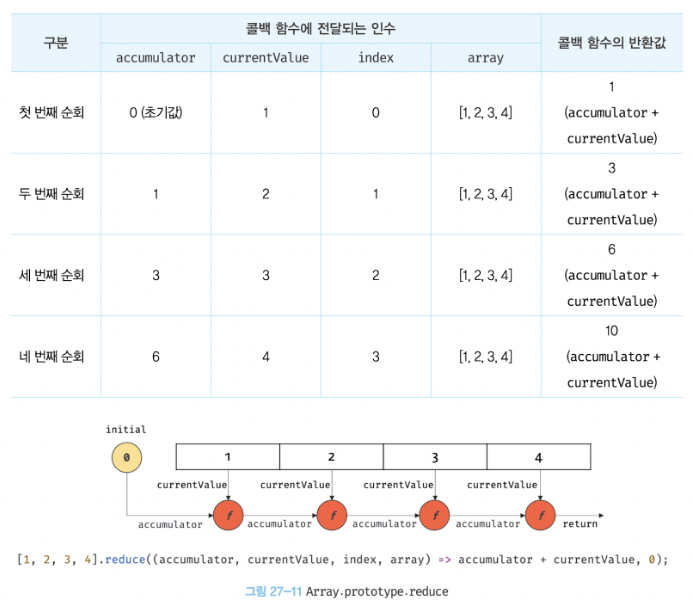 구분 콜백 함수에 전달되는 인수 콜백 함수의 반환값
accumulator currentValue index array
첫 번째 순회 0 (초기값) 1 0 [1, 2, 3, 4] 1
(accumulator +
currentValue)
두 번째 순회 1 2 1 [1, 2, 3, 4] 3
(accumulator +
currentValue)
세 번째 순회 3 3 2 [1, 2, 3, 4] 6
(accumulator +
currentValue)
네 번째 순회 6 4 3 [1, 2, 3, 4] 10
(accumulator +
currentValue)
initial
0 1 2 3 4
currentValue currentValue currentValue currentValue
f f f f
accumulator accumulator accumulator accumulator return
[1, 2, 3, 4].reduce((accumulator, currentValue, index, array) => accumulator + currentValue, 0);
그림 27-11 Array.prototype.reduce